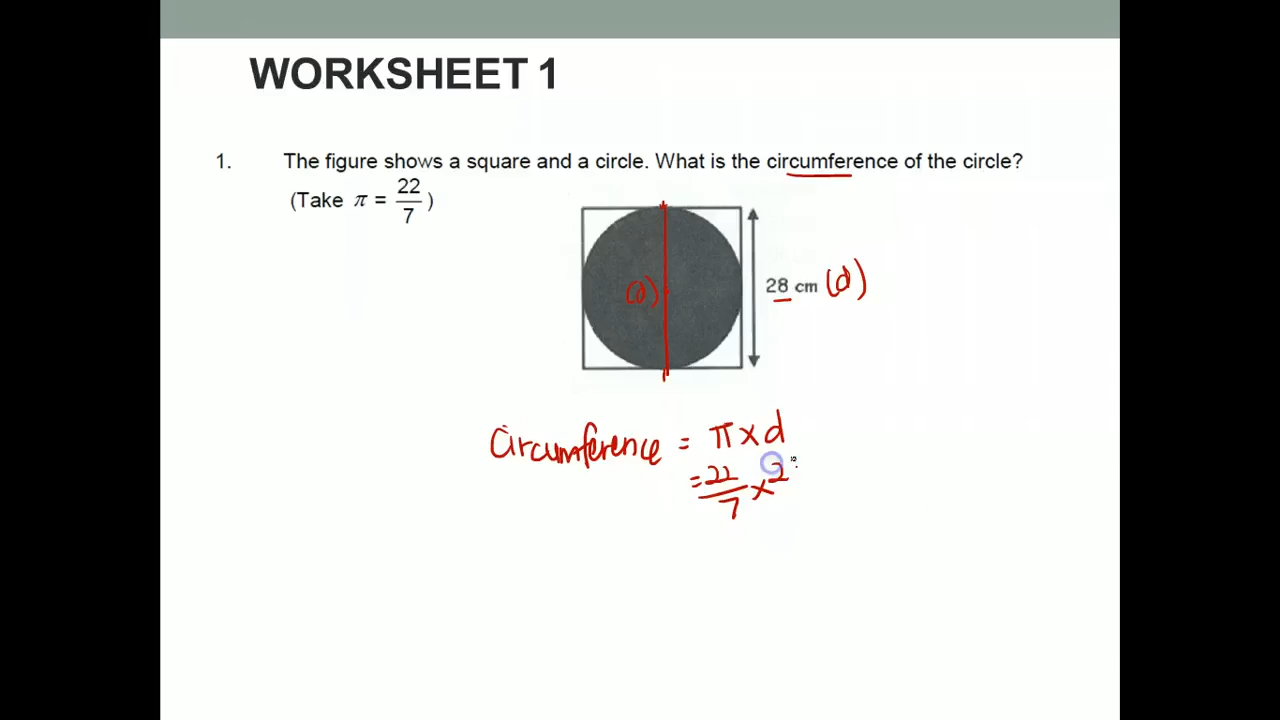 WORKSHEET 1
1. The figure shows a square and a circle. What is the circumference of the circle?
(Take π = 22/7)
(d)
28 cm (d)
Circumference = π x d
= 22/7 x 2